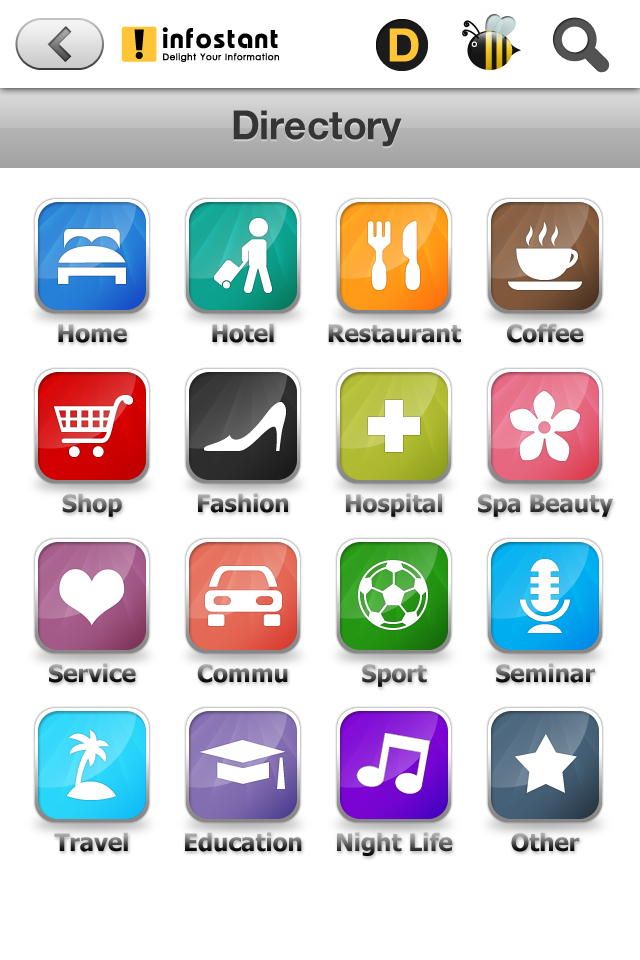 !
infostant
Delight Your Information
D
Directory
Home
Hotel
Restaurant
Coffee
Shop
Fashion
Hospital
Spa Beauty
Service
Commu
Sport
Seminar
Travel
Education
Night Life
Other